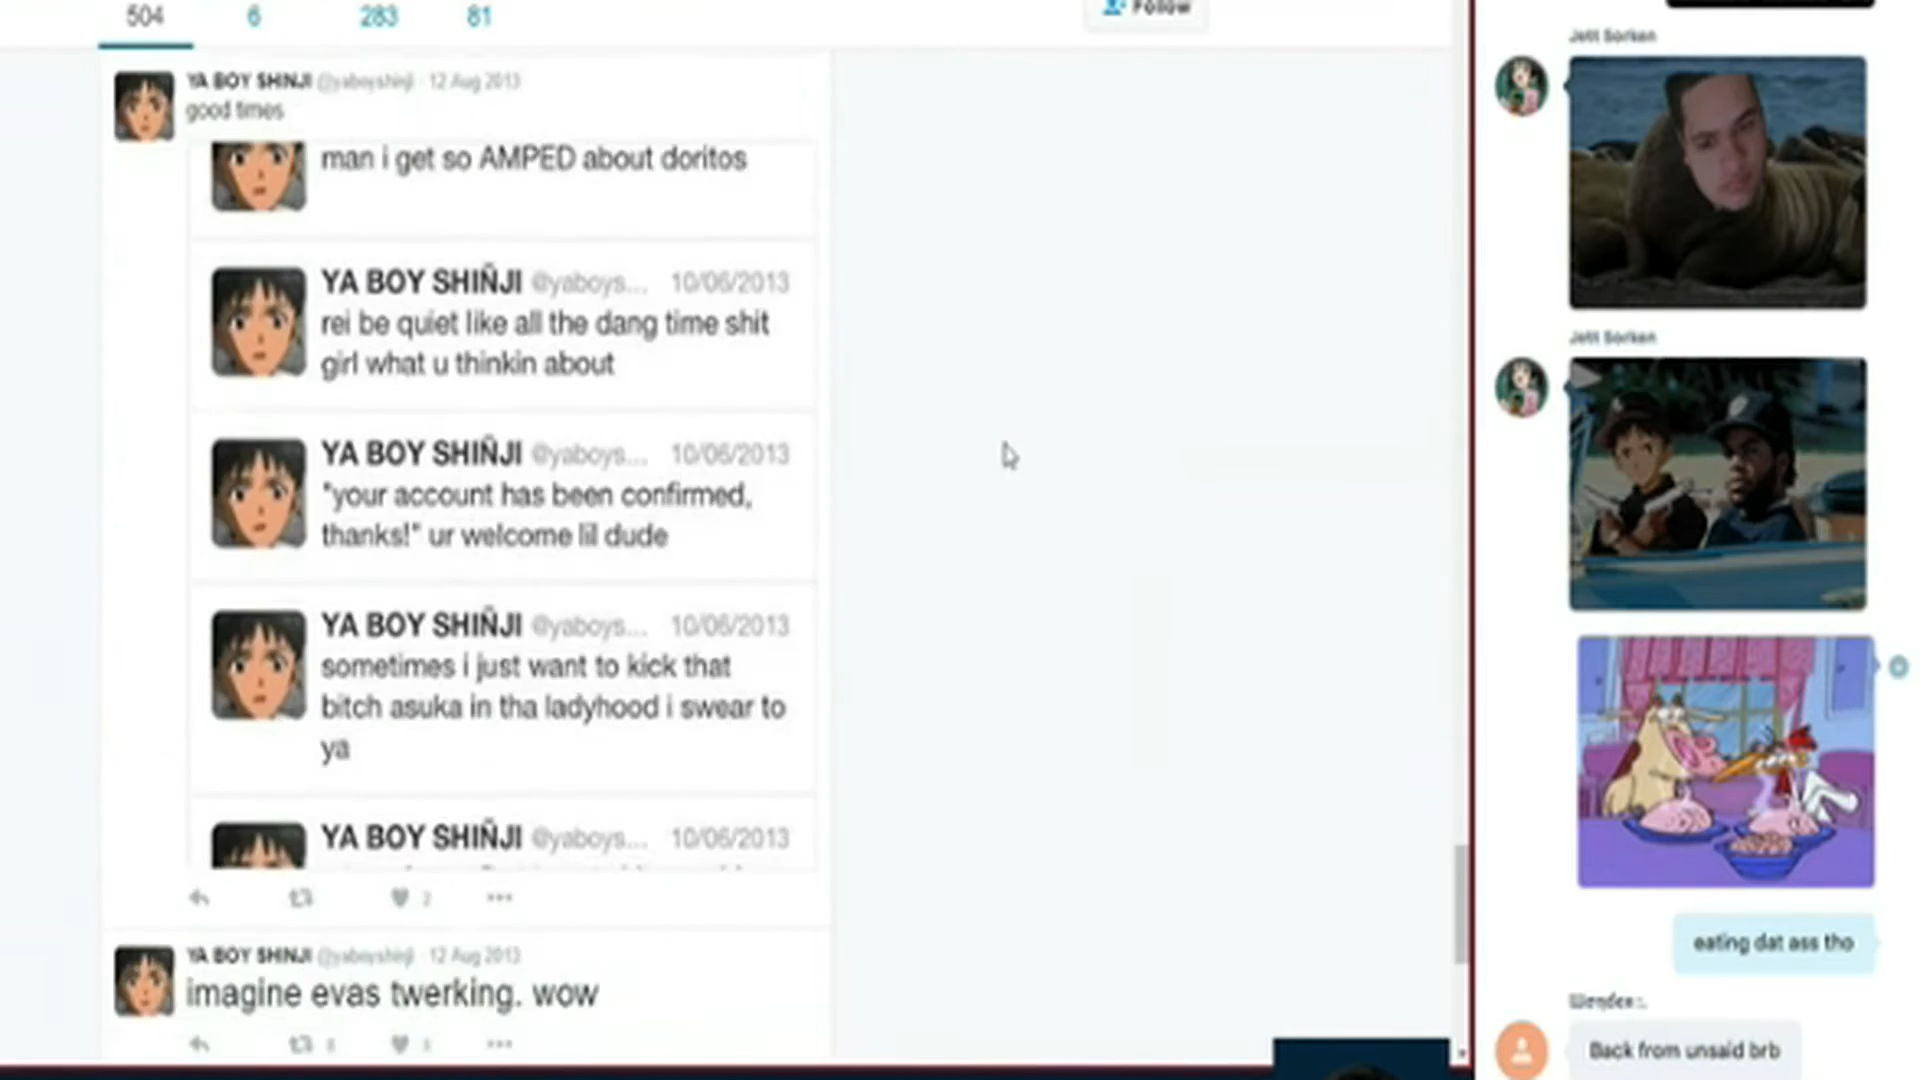 504 6 283 81
Follow
YA BOY SHINJI @yaboyshinji · 12 Aug 2013
good times
man i get so AMPED about doritos
YA BOY SHIÑJI @yaboys... 10/06/2013
rei be quiet like all the dang time shit
girl what u thinkin about
YA BOY SHIÑJI @yaboys... 10/06/2013
"your account has been confirmed,
thanks!" ur welcome lil dude
YA BOY SHIÑJI @yaboys... 10/06/2013
sometimes i just want to kick that
bitch asuka in tha ladyhood i swear to
ya
YA BOY SHIÑJI @yaboys... 10/06/2013
2
YA BOY SHINJI @yaboyshinji · 12 Aug 2013
imagine evas twerking. wow
Jett Sorken
Jett Sorken
eating dat ass tho
Back from unsaid brb